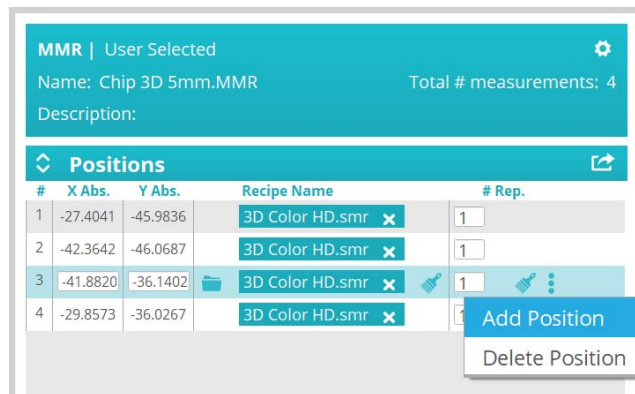 MMR | User Selected
Name: Chip 3D 5mm.MMR Total # measurements: 4
Description:
Positions
# X Abs. Y Abs. Recipe Name # Rep.
1 -27.4041 -45.9836 3D Color HD.smr 1
2 -42.3642 -46.0687 3D Color HD.smr 1
3 -41.8820 -36.1402 3D Color HD.smr 1
4 -29.8573 -36.0267 3D Color HD.smr 1
Add Position
Delete Position